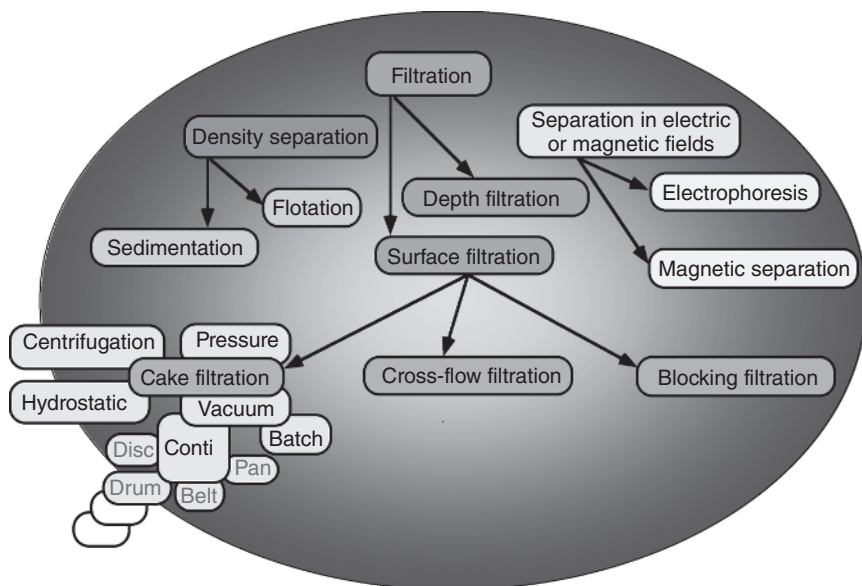 Filtration
Separation in electric
or magnetic fields
Density separation
Depth filtration
Electrophoresis
Flotation
Sedimentation
Surface filtration
Magnetic separation
Centrifugation
Pressure
Cake filtration
Cross-flow filtration
Blocking filtration
Hydrostatic
Vacuum
Disc
Conti
Batch
Pan
Drum
Belt